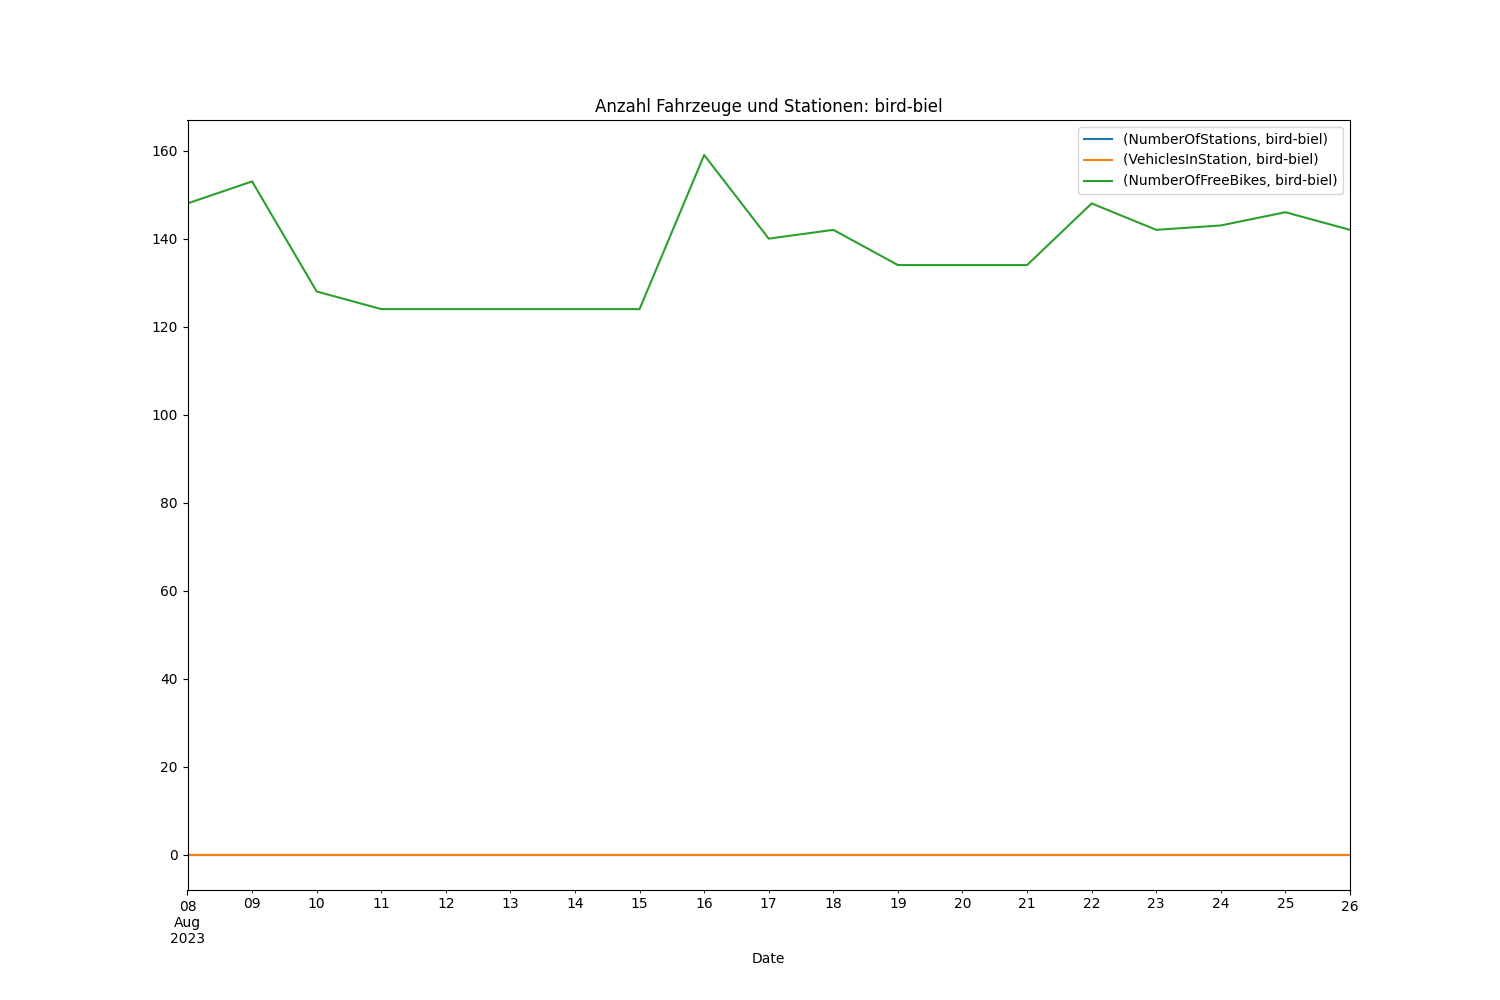 Anzahl Fahrzeuge und Stationen: bird-biel
(NumberOfStations, bird-biel)
(VehiclesInStation, bird-biel)
(NumberOfFreeBikes, bird-biel)
160
140
120
100
80
60
40
20
0
08 09 10 11 12 13 14 15 16 17 18 19 20 21 22 23 24 25 26
Aug
2023
Date